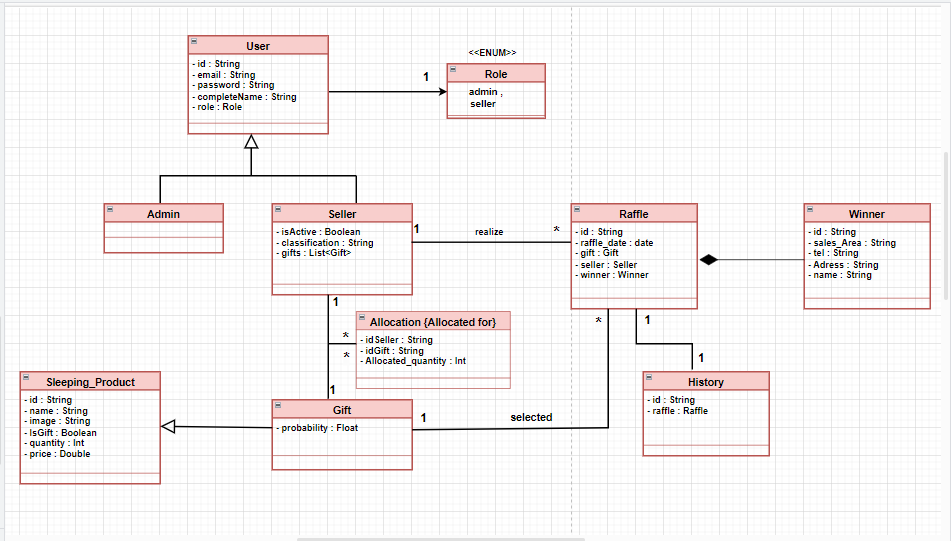 User
- id : String
- email : String
- password : String
- completeName : String
- role : Role
1
<<ENUM>>
Role
admin ,
seller
Admin
Seller
- isActive : Boolean
- classification : String
- gifts : List<Gift>
1
realize
*
Raffle
- id : String
- raffle_date : date
- gift : Gift
- seller : Seller
- winner : Winner
Winner
- id : String
- sales_Area : String
- tel : String
- Adress : String
- name : String
1
*
*
Allocation {Allocated for}
- idSeller : String
- idGift : String
- Allocated_quantity : Int
1
*
1
1
History
- id : String
- raffle : Raffle
Sleeping_Product
- id : String
- name : String
- image : String
- IsGift : Boolean
- quantity : Int
- price : Double
Gift
- probability : Float
1
selected